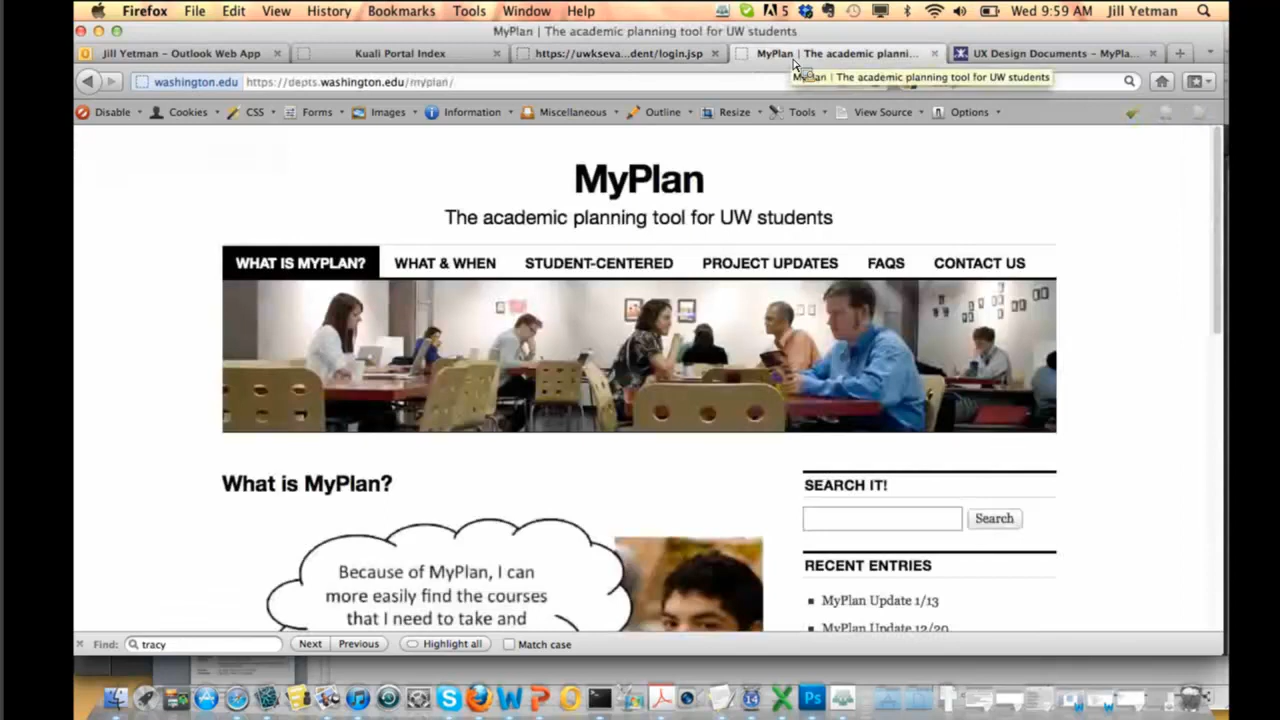 Firefox File Edit View History Bookmarks Tools Window Help 5 Wed 9:59 AM Jill Yetman
MyPlan | The academic planning tool for UW students
Jill Yetman – Outlook Web App Kuali Portal Index https://uwkseva...dent/login.jsp MyPlan | The academic planni... UX Design Documents – MyPla...
washington.edu https://depts.washington.edu/myplan/
MyPlan | The academic planning tool for UW students
Disable Cookies CSS Forms Images Information Miscellaneous Outline Resize Tools View Source Options
MyPlan
The academic planning tool for UW students
WHAT IS MYPLAN? WHAT & WHEN STUDENT-CENTERED PROJECT UPDATES FAQS CONTACT US
What is MyPlan?
Because of MyPlan, I can
more easily find the courses
that I need to take and
SEARCH IT!
Search
RECENT ENTRIES
MyPlan Update 1/13
MyPlan Update 12/20
Find: tracy Next Previous Highlight all Match case